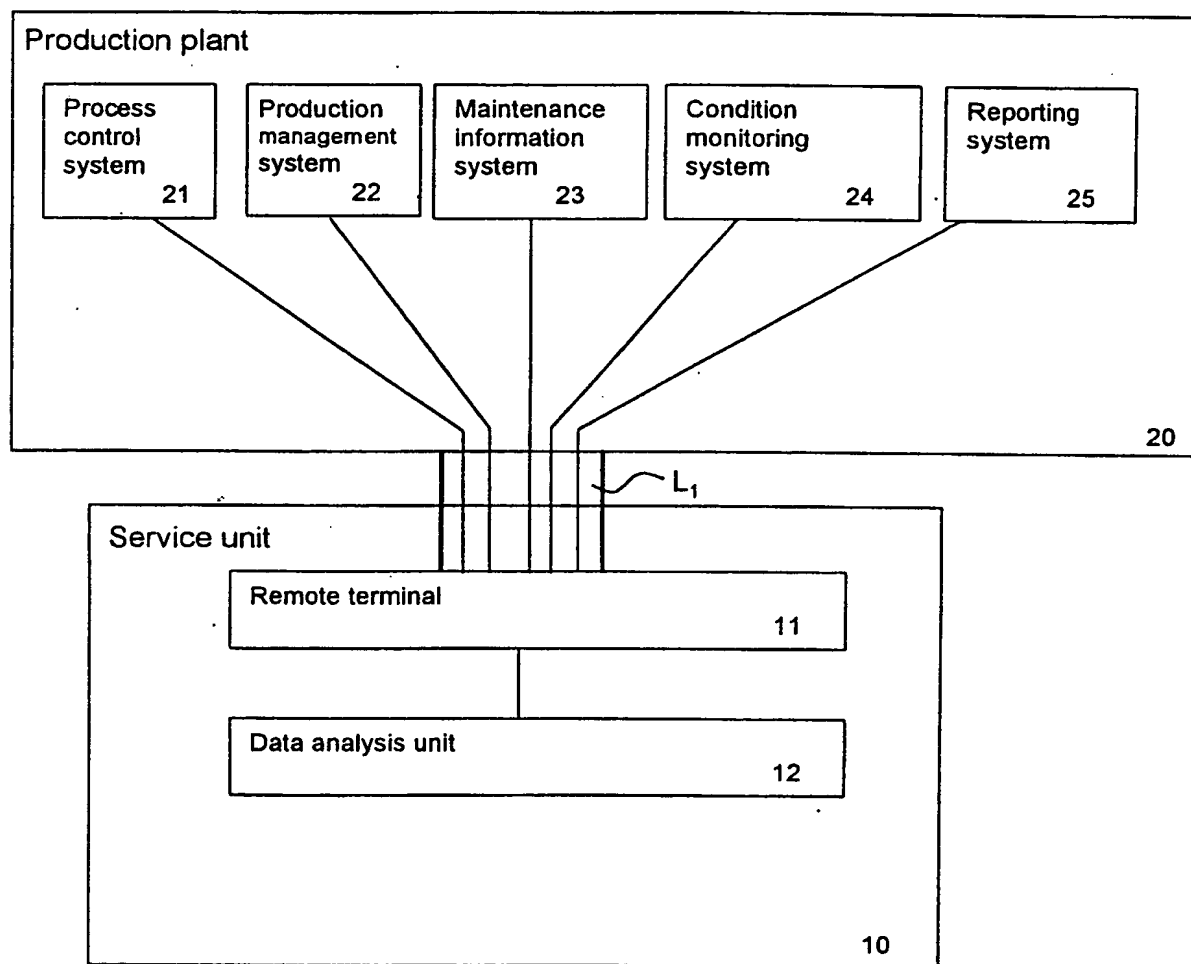 Production plant
Process
control
system
21
Production
management
system
22
Maintenance
information
system
23
Condition
monitoring
system
24
Reporting
system
25
20
L1
Service unit
Remote terminal
11
Data analysis unit
12
10